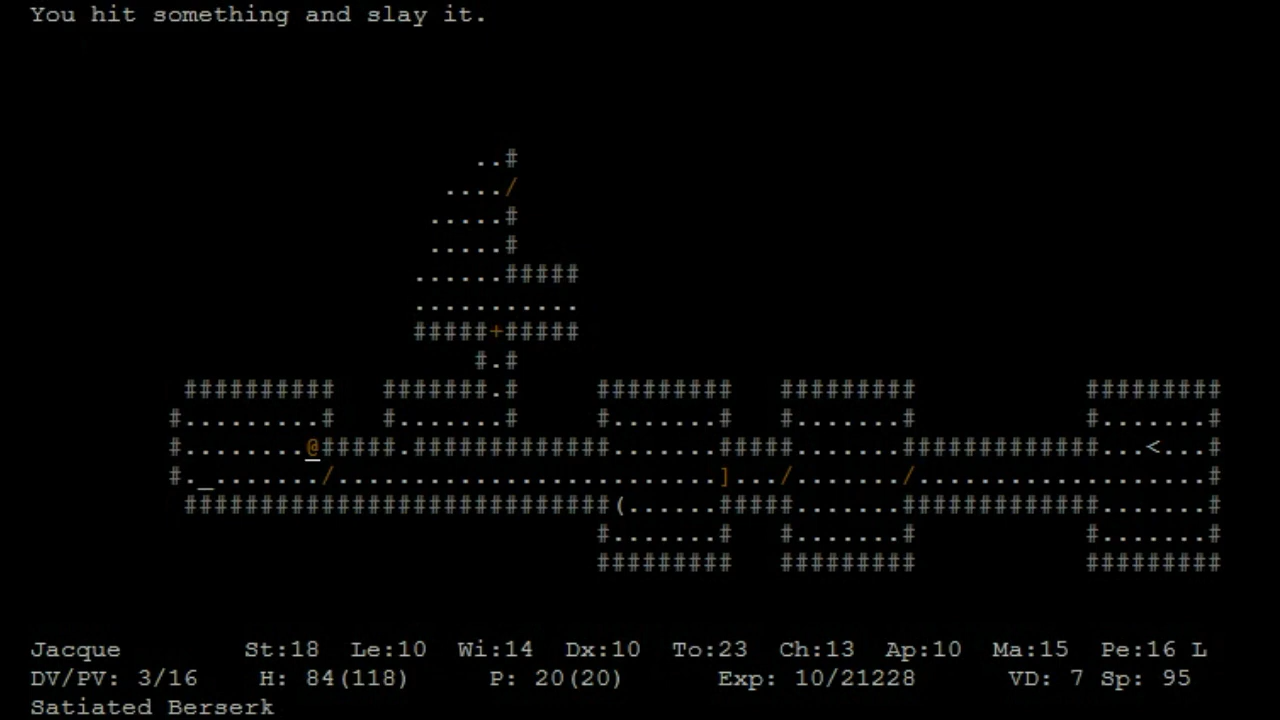 You hit something and slay it.
..#
..../
.....#
.....#
......#####
...........
#####+#####
#.#
########## #######.# ######### ######### #########
#.........# #.......# #.......# #.......# #.......#
#........@#####.#############.......#####.......#############...<...#
#._......./.........................].../......./...................#
############################(......#####.......#############.......#
#.......# #.......# #.......#
######### ######### #########
Jacque St:18 Le:10 Wi:14 Dx:10 To:23 Ch:13 Ap:10 Ma:15 Pe:16 L
DV/PV: 3/16 H: 84(118) P: 20(20) Exp: 10/21228 VD: 7 Sp: 95
Satiated Berserk